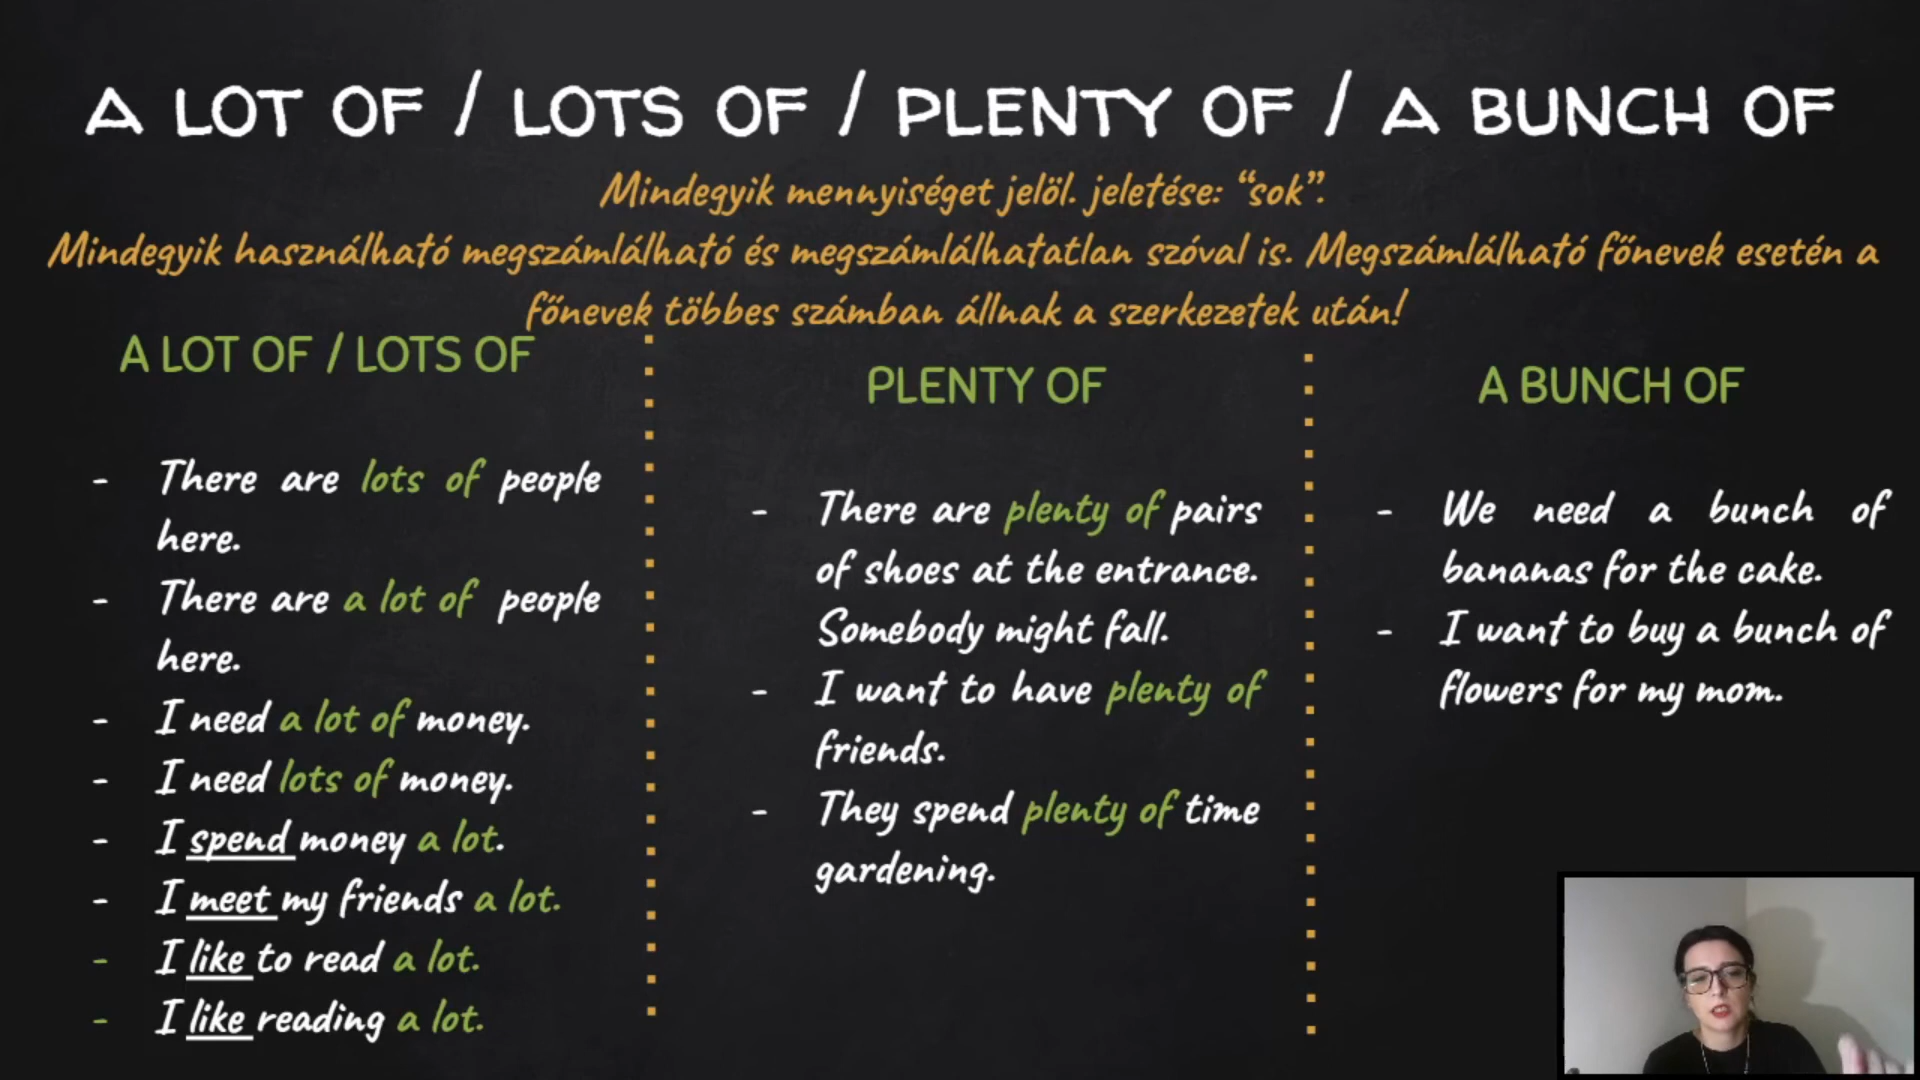 A LOT OF / LOTS OF / PLENTY OF / A BUNCH OF
Mindegyik mennyiséget jelöl. jeletése: “sok”.
Mindegyik használható megszámlálható és megszámlálhatatlan szóval is. Megszámlálható főnevek esetén a
főnevek többes számban állnak a szerkezetek után!
A LOT OF / LOTS OF
- There are lots of people
here.
- There are a lot of people
here.
- I need a lot of money.
- I need lots of money.
- I spend money a lot.
- I meet my friends a lot.
- I like to read a lot.
- I like reading a lot.
PLENTY OF
- There are plenty of pairs
of shoes at the entrance.
Somebody might fall.
- I want to have plenty of
friends.
- They spend plenty of time
gardening.
A BUNCH OF
- We need a bunch of
bananas for the cake.
- I want to buy a bunch of
flowers for my mom.